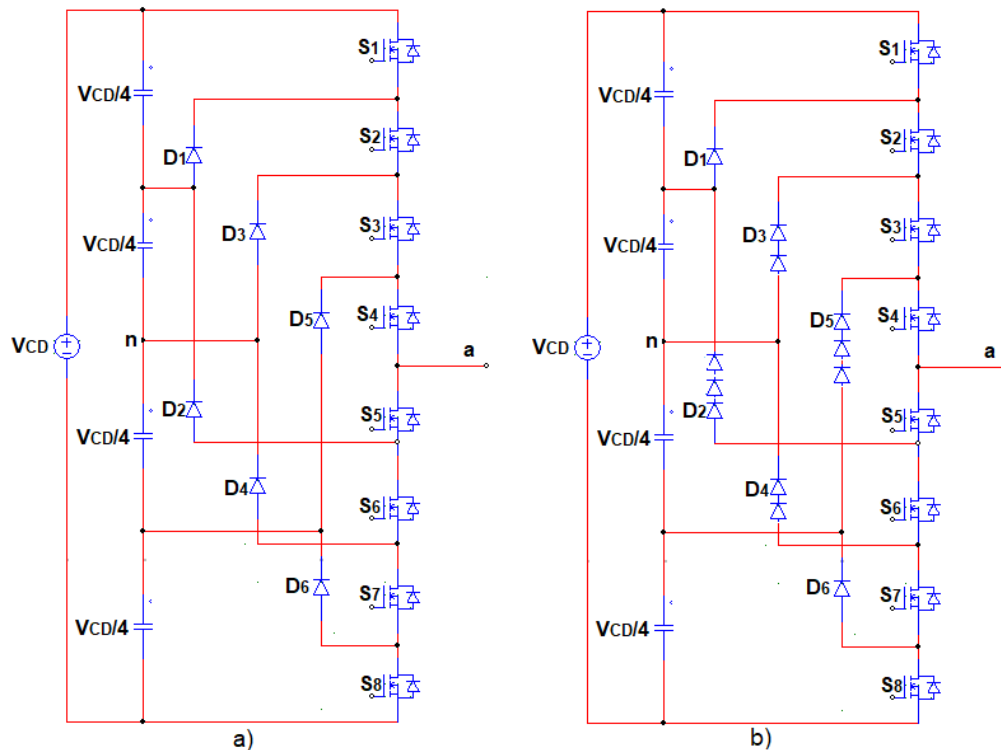 S1
VCD/4
S2
D1
S3
D3
VCD/4
S4
D5
n
VCD
a
D2
S5
VCD/4
D4
S6
D6
S7
VCD/4
S8
a)
S1
VCD/4
S2
D1
S3
D3
VCD/4
S4
D5
n
VCD
a
D2
S5
VCD/4
D4
S6
D6
S7
VCD/4
S8
b)